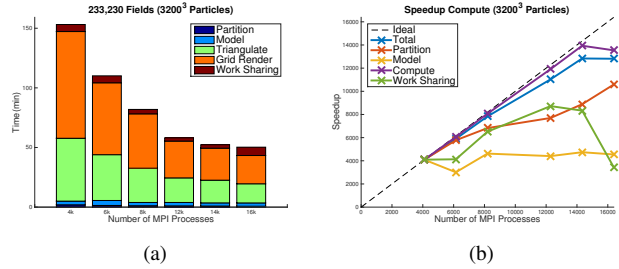 233,230 Fields (3200³ Particles)
150
100
50
0
Time (min)
Partition
Model
Triangulate
Grid Render
Work Sharing
4k 6k 8k 12k 14k 16k
Number of MPI Processes
(a)
Speedup Compute (3200³ Particles)
16000
14000
12000
10000
8000
6000
4000
2000
0
Speedup
Ideal
Total
Partition
Model
Compute
Work Sharing
0 2000 4000 6000 8000 10000 12000 14000 16000
Number of MPI Processes
(b)